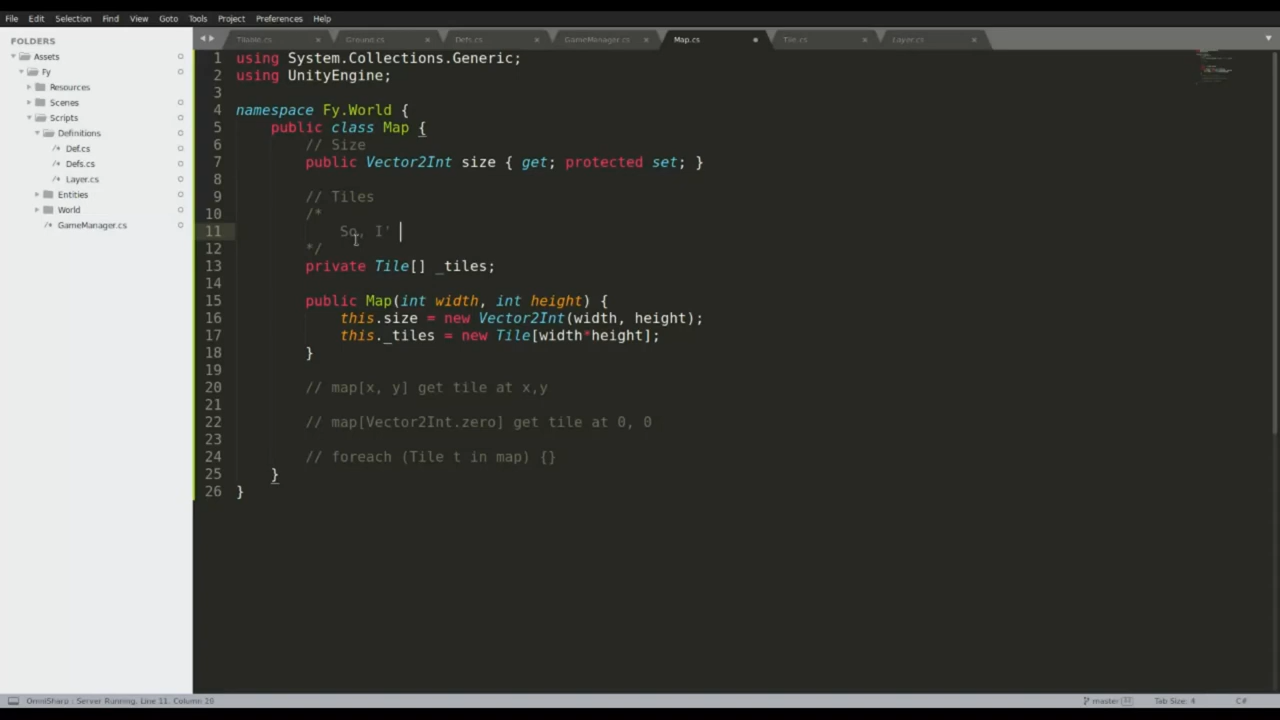 File Edit Selection Find View Goto Tools Project Preferences Help
FOLDERS
Assets
Fy
Resources
Scenes
Scripts
Definitions
/* Def.cs
/* Defs.cs
/* Layer.cs
Entities
World
/* GameManager.cs
Tilable.cs × Ground.cs × Defs.cs × GameManager.cs × Map.cs Tile.cs × Layer.cs ×
1 using System.Collections.Generic;
2 using UnityEngine;
3
4 namespace Fy.World {
5 public class Map {
6 // Size
7 public Vector2Int size { get; protected set; }
8
9 // Tiles
10 /*
11 So, I'
12 */
13 private Tile[] _tiles;
14
15 public Map(int width, int height) {
16 this.size = new Vector2Int(width, height);
17 this._tiles = new Tile[width*height];
18 }
19
20 // map[x, y] get tile at x,y
21
22 // map[Vector2Int.zero] get tile at 0, 0
23
24 // foreach (Tile t in map) {}
25 }
26 }
OmniSharp : Server Running, Line 11, Column 10 master Tab Size: 4 C#